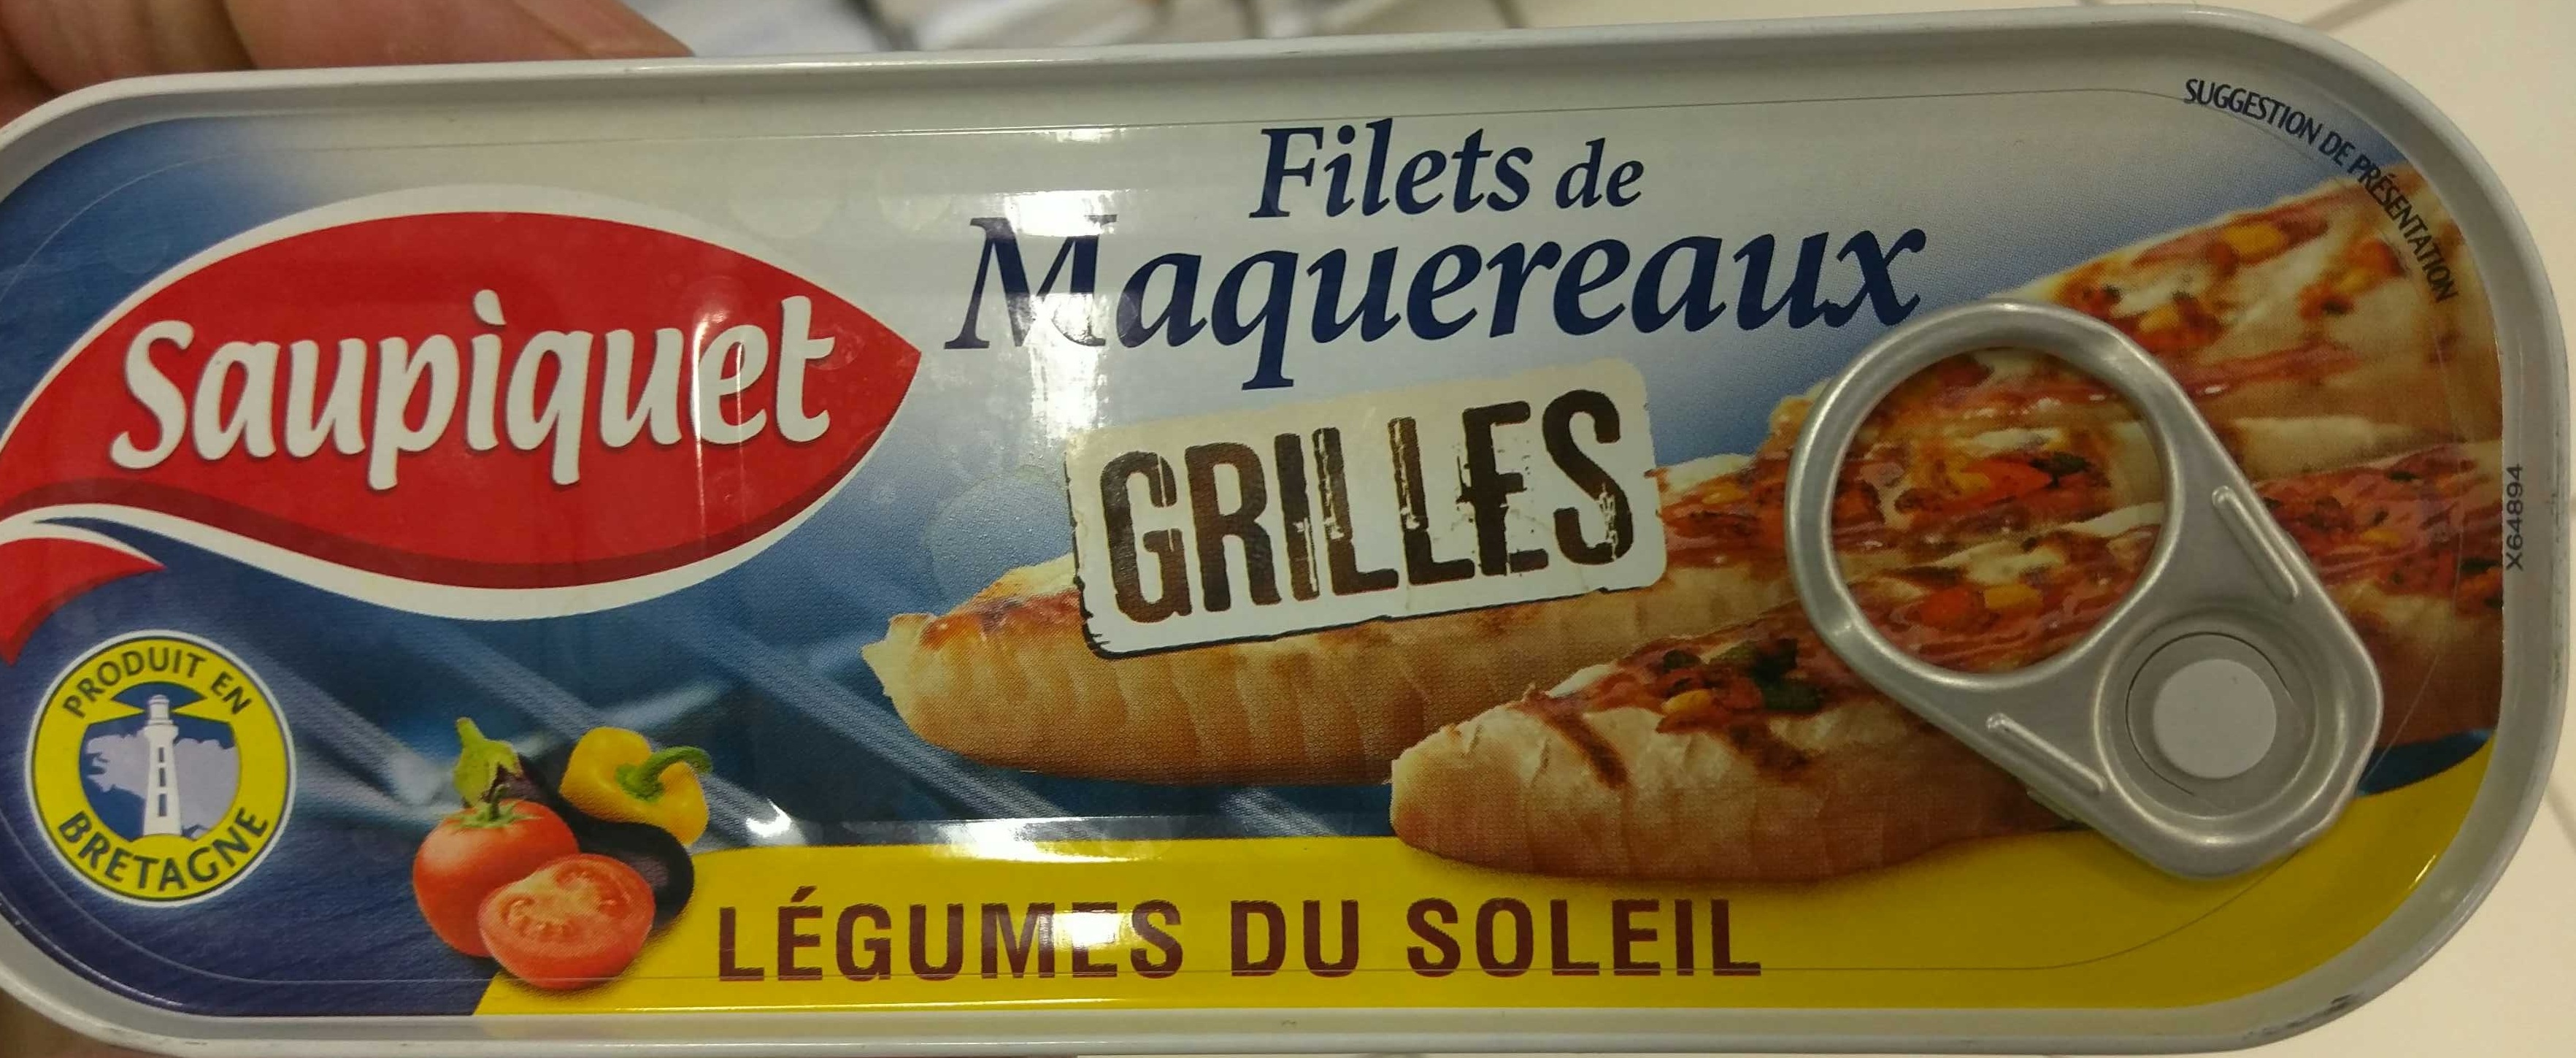 SUGGESTION DE PRÉSENTATION
Filets de
Maquereaux
Saupiquet
GRILLES
X64894
PRODUIT EN
BRETAGNE
LÉGUMES DU SOLEIL